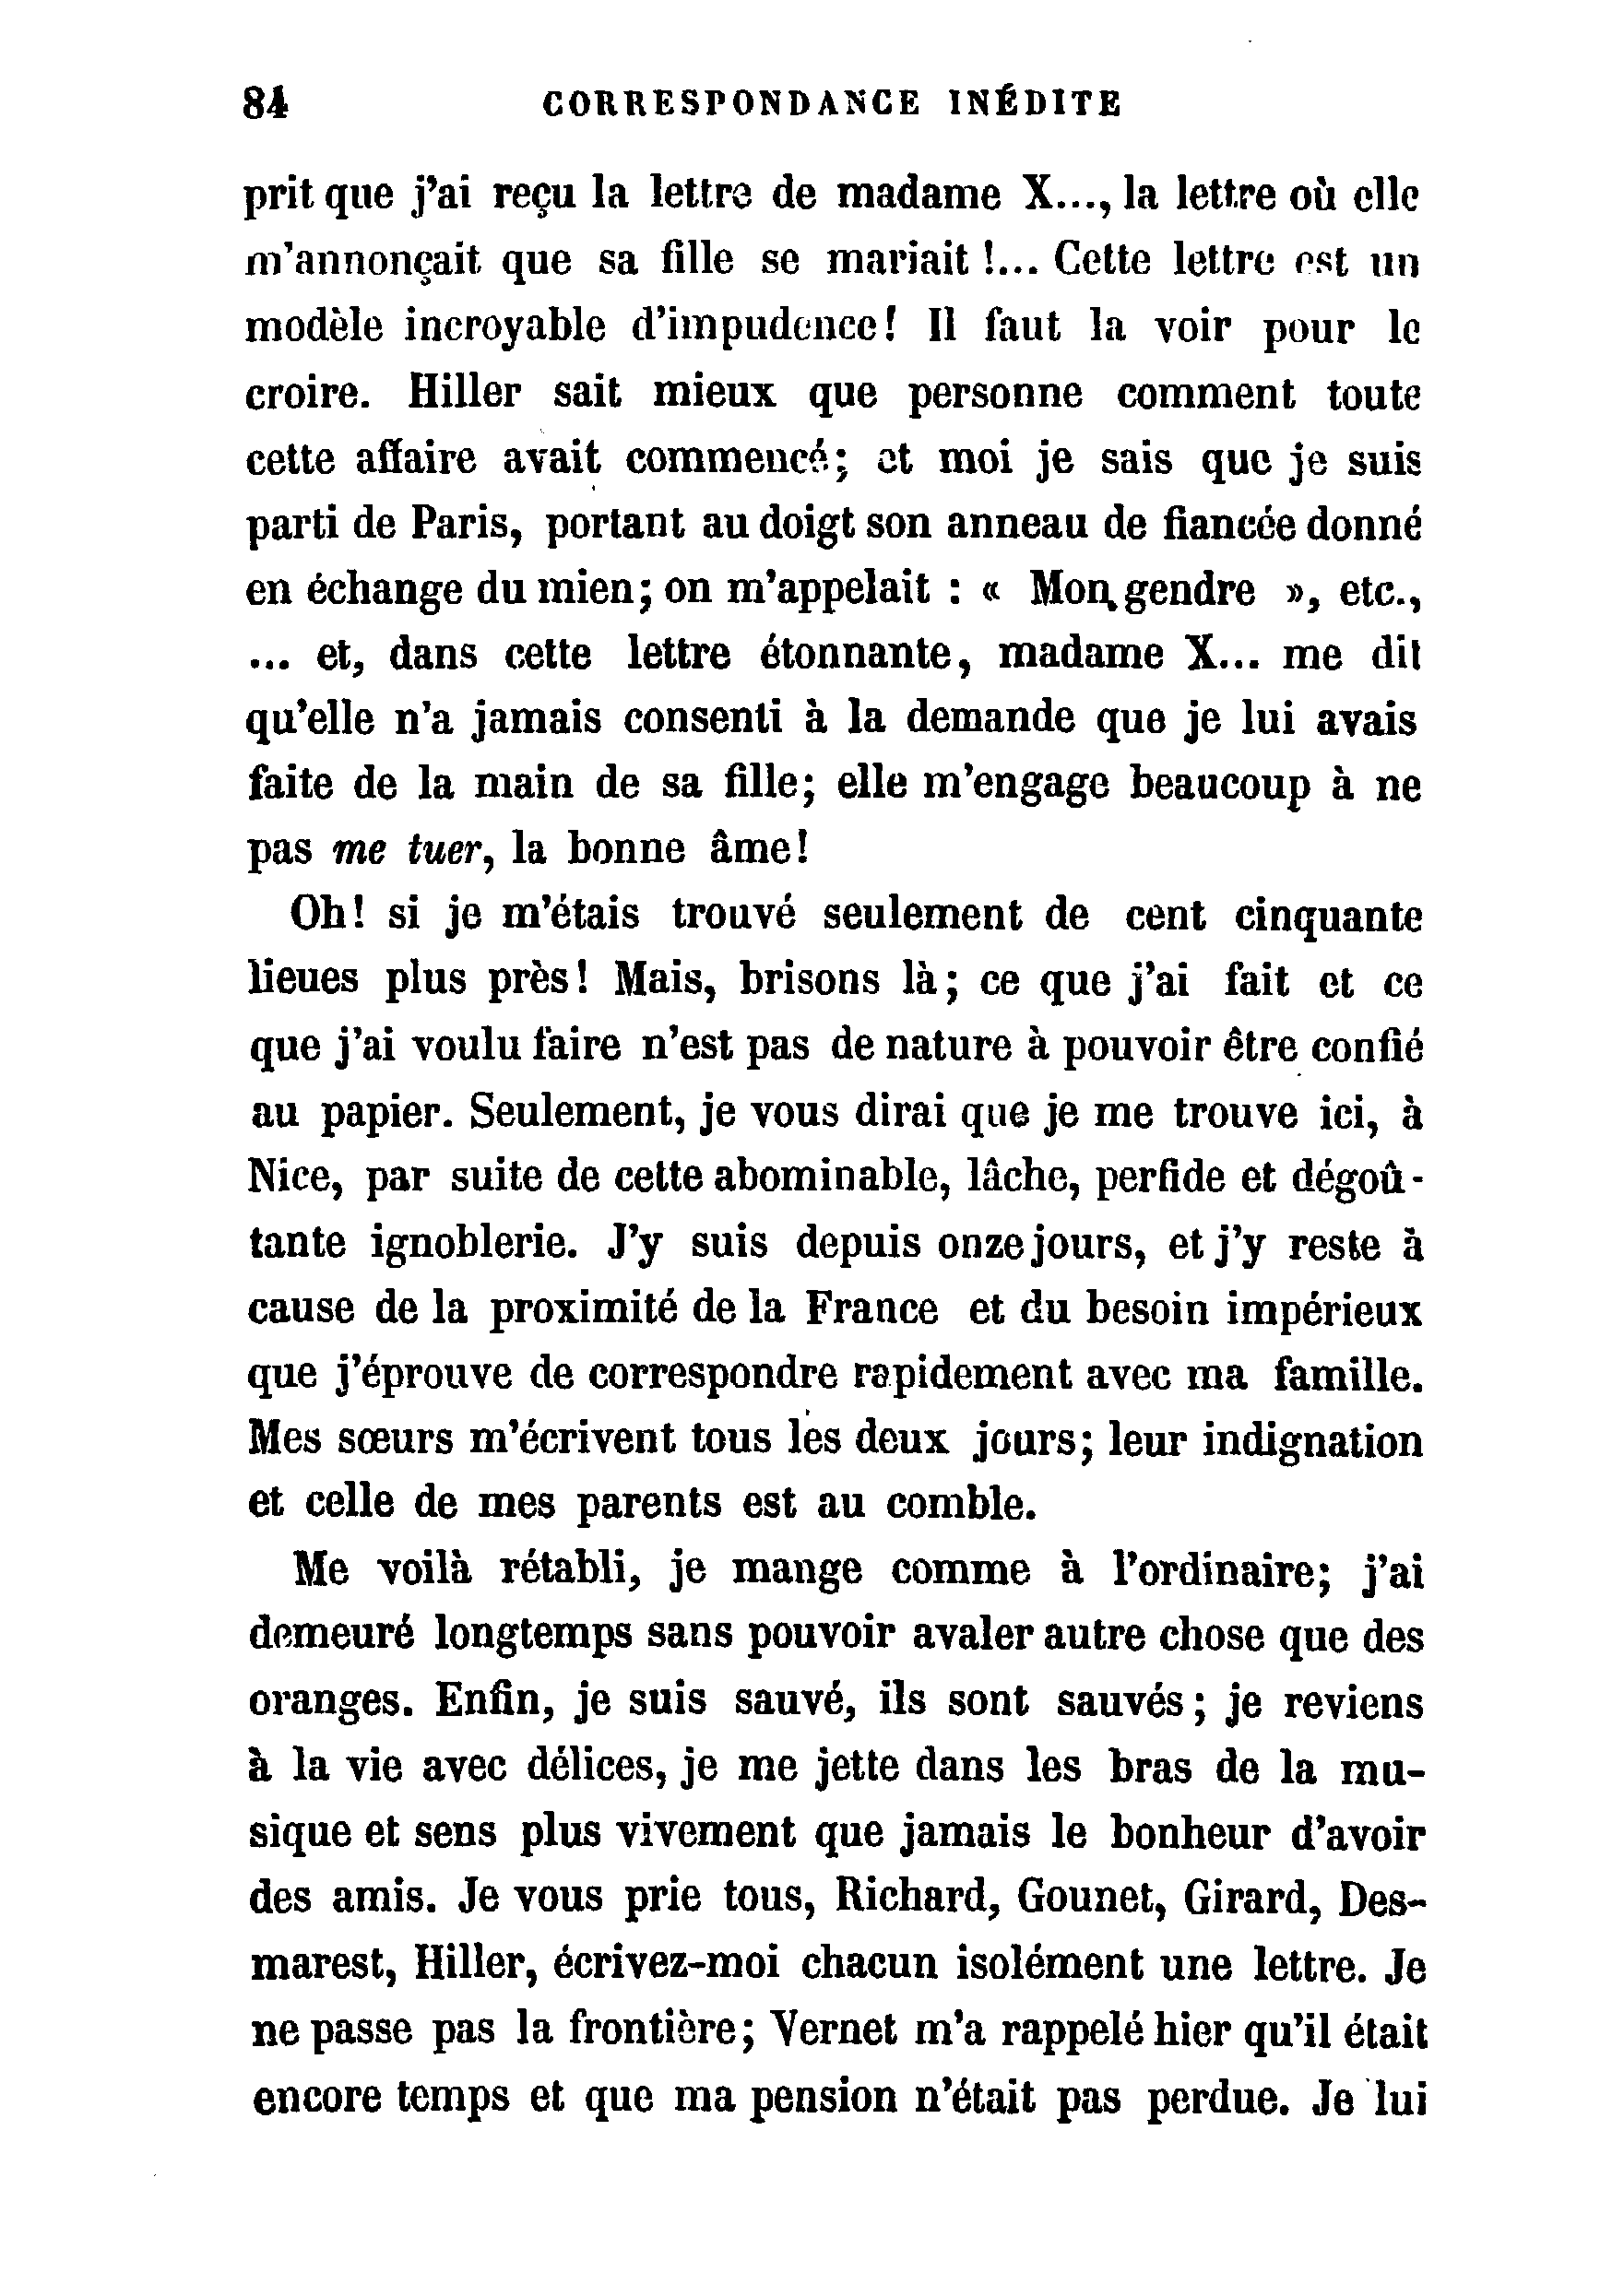 84 CORRESPONDANCE INÉDITE
prit que j'ai reçu la lettre de madame X..., la lettre où elle
m'annonçait que sa fille se mariait !... Cette lettre est un
modèle incroyable d'impudence! Il faut la voir pour le
croire. Hiller sait mieux que personne comment toute
cette affaire avait commencé; et moi je sais que je suis
parti de Paris, portant au doigt son anneau de fiancée donné
en échange du mien; on m'appelait : « Mon gendre », etc.,
... et, dans cette lettre étonnante, madame X... me dit
qu'elle n'a jamais consenti à la demande que je lui avais
faite de la main de sa fille; elle m'engage beaucoup à ne
pas me tuer, la bonne âme!
Oh! si je m'étais trouvé seulement de cent cinquante
lieues plus près! Mais, brisons là; ce que j'ai fait et ce
que j'ai voulu faire n'est pas de nature à pouvoir être confié
au papier. Seulement, je vous dirai que je me trouve ici, à
Nice, par suite de cette abominable, lâche, perfide et dégoû-
tante ignoblerie. J'y suis depuis onze jours, et j'y reste à
cause de la proximité de la France et du besoin impérieux
que j'éprouve de correspondre rapidement avec ma famille.
Mes sœurs m'écrivent tous les deux jours; leur indignation
et celle de mes parents est au comble.
Me voilà rétabli, je mange comme à l'ordinaire; j'ai
demeuré longtemps sans pouvoir avaler autre chose que des
oranges. Enfin, je suis sauvé, ils sont sauvés; je reviens
à la vie avec délices, je me jette dans les bras de la mu-
sique et sens plus vivement que jamais le bonheur d'avoir
des amis. Je vous prie tous, Richard, Gounet, Girard, Des-
marest, Hiller, écrivez-moi chacun isolément une lettre. Je
ne passe pas la frontière; Vernet m'a rappelé hier qu'il était
encore temps et que ma pension n'était pas perdue. Je lui